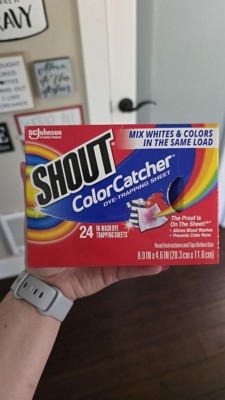 RAVY
SC Johnson
MIX WHITES & COLORS
IN THE SAME LOAD
SHOUT
ColorCatcher
DYE-TRAPPING SHEET
24 IN-WASH DYE
TRAPPING SHEETS
The Proof is
On The Sheet!
• Allows Mixed Washes
• Prevents Color Runs
Read Instructions and Tips Before Use
8.0 IN x 4.6 IN (20.3 cm x 11.6 cm)